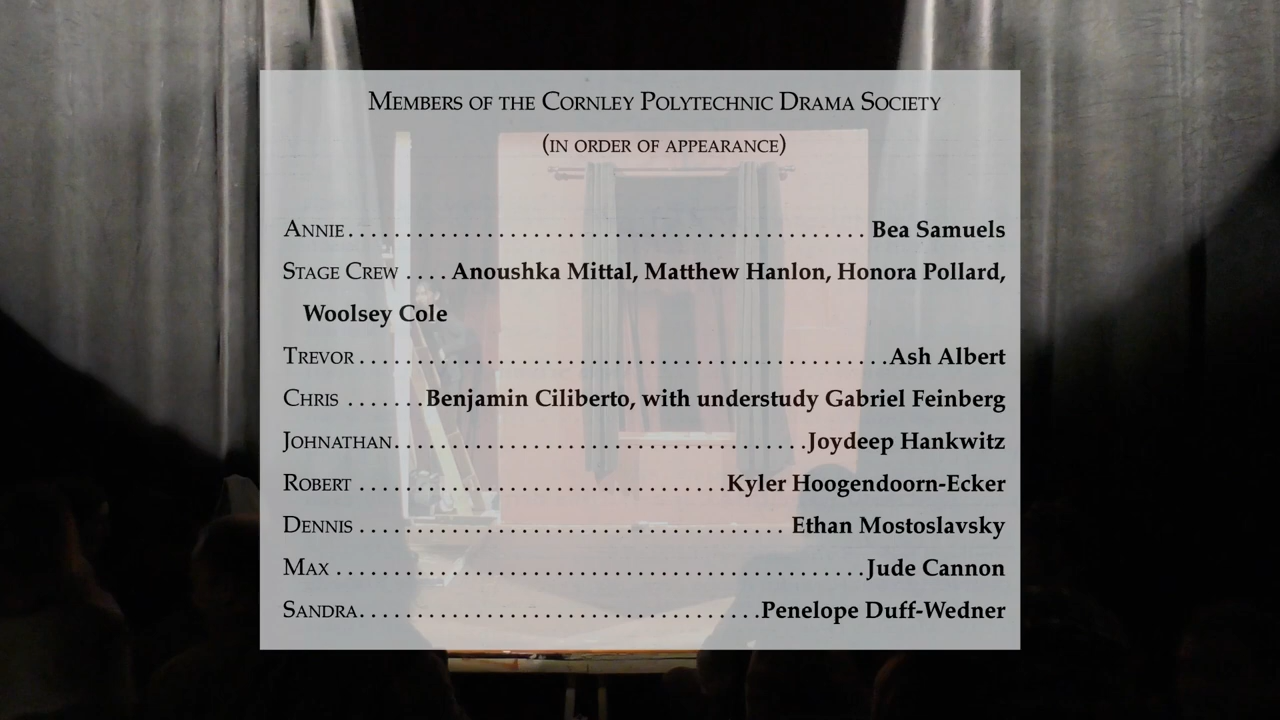 Members of the Cornley Polytechnic Drama Society
(in order of appearance)
Annie . . . . . . . . . . . . . . . . . . . . . . . . . . . . . . . . . . . . . . . . . . . . . Bea Samuels
Stage Crew . . . . Anoushka Mittal, Matthew Hanlon, Honora Pollard,
Woolsey Cole
Trevor . . . . . . . . . . . . . . . . . . . . . . . . . . . . . . . . . . . . . . . . . . . . . . Ash Albert
Chris . . . . . . . Benjamin Ciliberto, with understudy Gabriel Feinberg
Johnathan . . . . . . . . . . . . . . . . . . . . . . . . . . . . . . . . . . . . Joydeep Hankwitz
Robert . . . . . . . . . . . . . . . . . . . . . . . . . . . . . . . . Kyler Hoogendoorn-Ecker
Dennis . . . . . . . . . . . . . . . . . . . . . . . . . . . . . . . . . . . . . Ethan Mostoslavsky
Max . . . . . . . . . . . . . . . . . . . . . . . . . . . . . . . . . . . . . . . . . . . . . . Jude Cannon
Sandra . . . . . . . . . . . . . . . . . . . . . . . . . . . . . . . . . . . Penelope Duff-Wedner